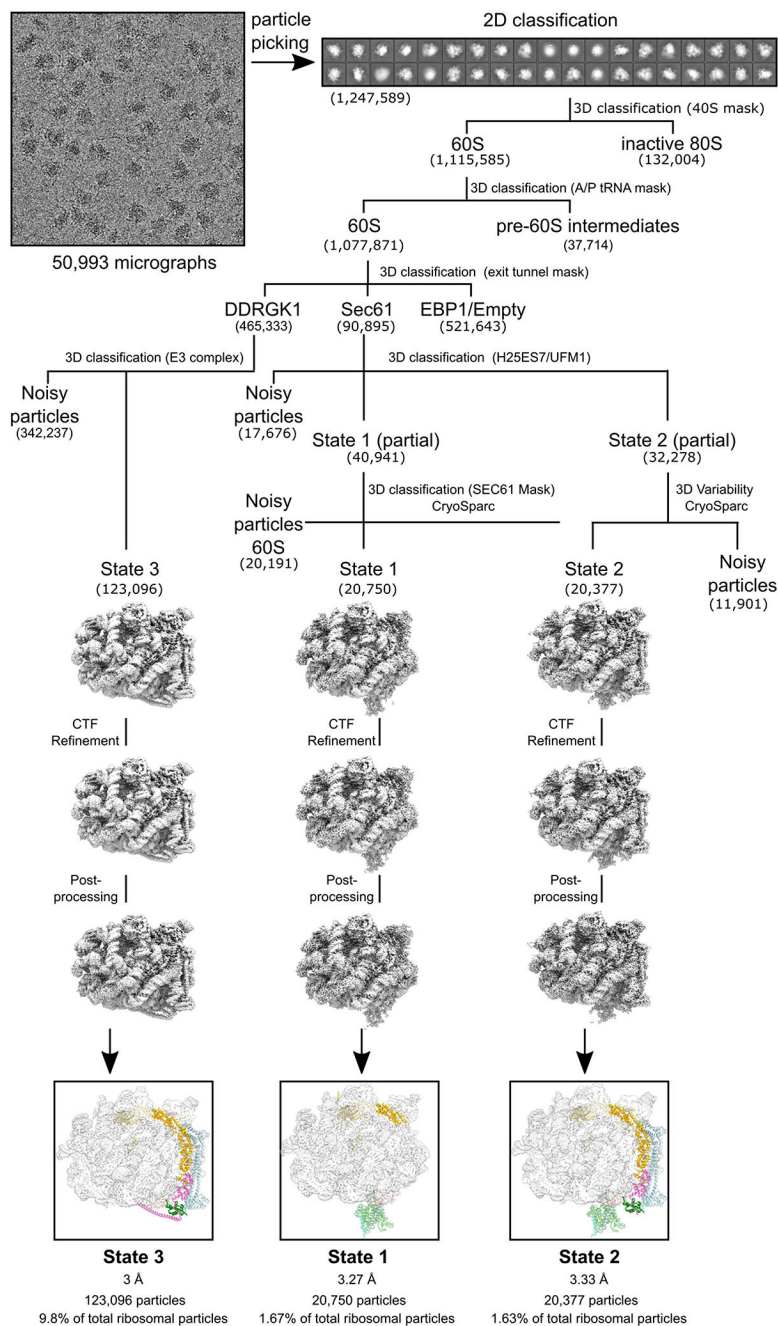 particle
picking
2D classification
(1,247,589)
3D classification (40S mask)
60S
(1,115,585)
inactive 80S
(132,004)
3D classification (A/P tRNA mask)
60S
(1,077,871)
pre-60S intermediates
(37,714)
50,993 micrographs
3D classification (exit tunnel mask)
DDRGK1
(465,333)
Sec61
(90,895)
EBP1/Empty
(521,643)
3D classification (E3 complex)
3D classification (H25ES7/UFM1)
Noisy
particles
(342,237)
Noisy
particles
(17,676)
State 1 (partial)
(40,941)
State 2 (partial)
(32,278)
3D classification (SEC61 Mask)
CryoSparc
3D Variability
CryoSparc
Noisy
particles
60S
(20,191)
State 3
(123,096)
State 1
(20,750)
State 2
(20,377)
Noisy
particles
(11,901)
CTF
Refinement
CTF
Refinement
CTF
Refinement
Post-
processing
Post-
processing
Post-
processing
State 3
3 Å
123,096 particles
9.8% of total ribosomal particles
State 1
3.27 Å
20,750 particles
1.67% of total ribosomal particles
State 2
3.33 Å
20,377 particles
1.63% of total ribosomal particles